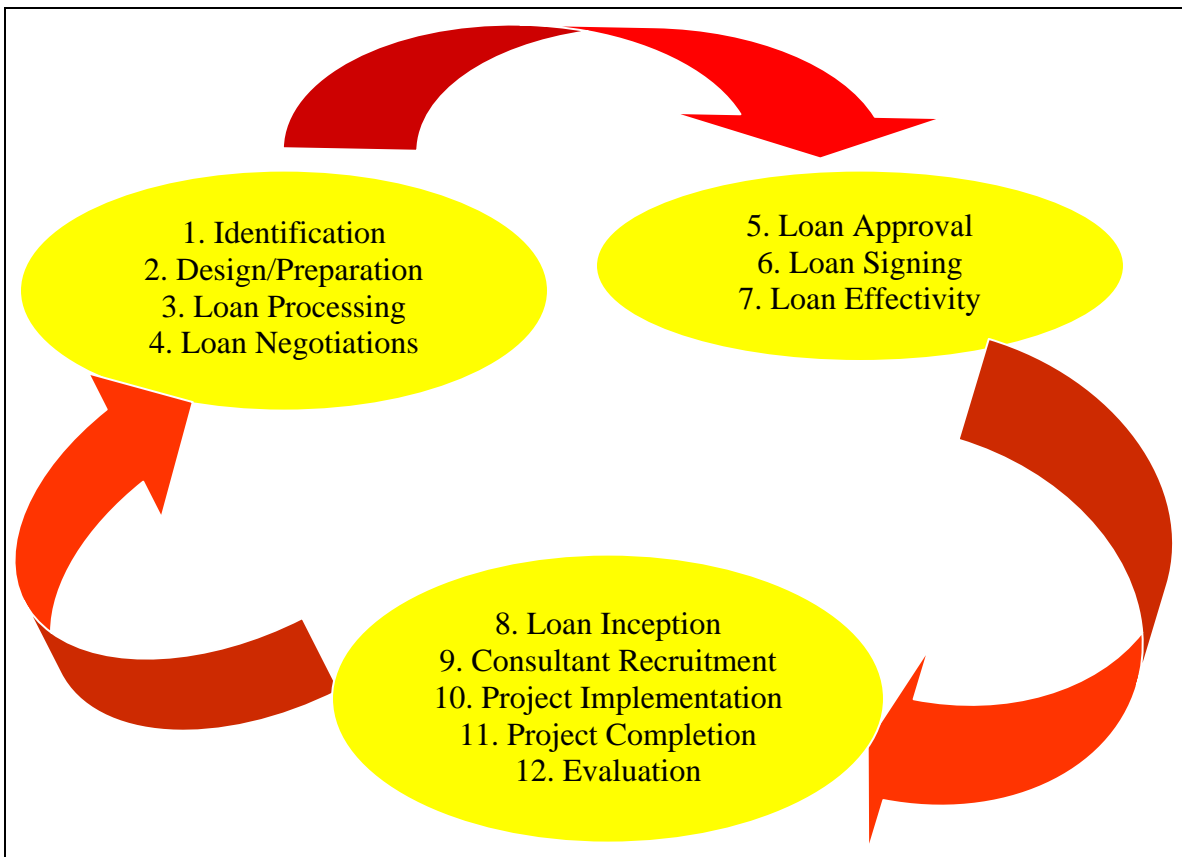 1. Identification
2. Design/Preparation
3. Loan Processing
4. Loan Negotiations
5. Loan Approval
6. Loan Signing
7. Loan Effectivity
8. Loan Inception
9. Consultant Recruitment
10. Project Implementation
11. Project Completion
12. Evaluation